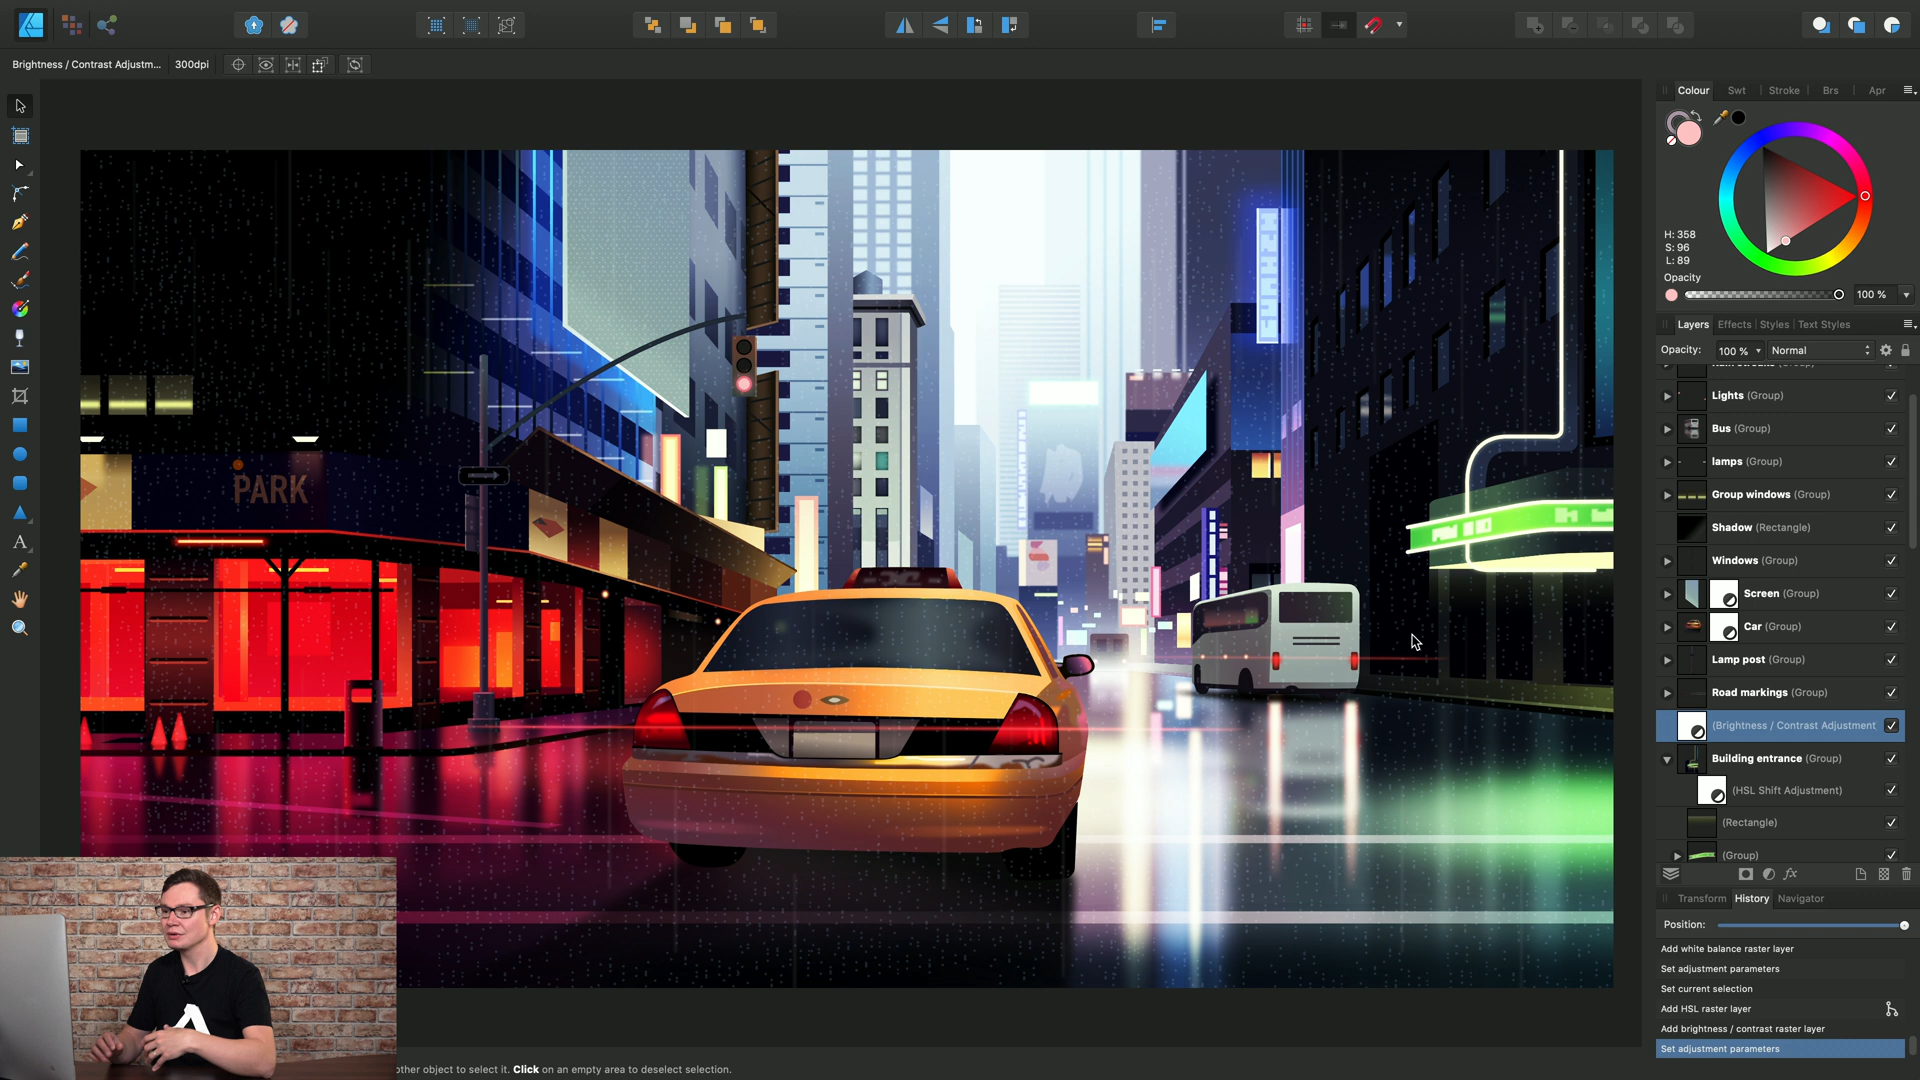 Brightness / Contrast Adjustm...
300dpi
Colour
Swt
Stroke
Brs
Apr
H: 358
S: 96
L: 89
Opacity
100 %
Layers
Effects
Styles
Text Styles
Opacity:
100 %
Normal
Lights (Group)
Bus (Group)
lamps (Group)
Group windows (Group)
Shadow (Rectangle)
Windows (Group)
Screen (Group)
Car (Group)
Lamp post (Group)
Road markings (Group)
(Brightness / Contrast Adjustment
Building entrance (Group)
(HSL Shift Adjustment)
(Rectangle)
(Group)
fx
Transform
History
Navigator
Position:
Add white balance raster layer
Set adjustment parameters
Set current selection
Add HSL raster layer
Add brightness / contrast raster layer
Set adjustment parameters
PARK
other object to select it. Click on an empty area to deselect selection.